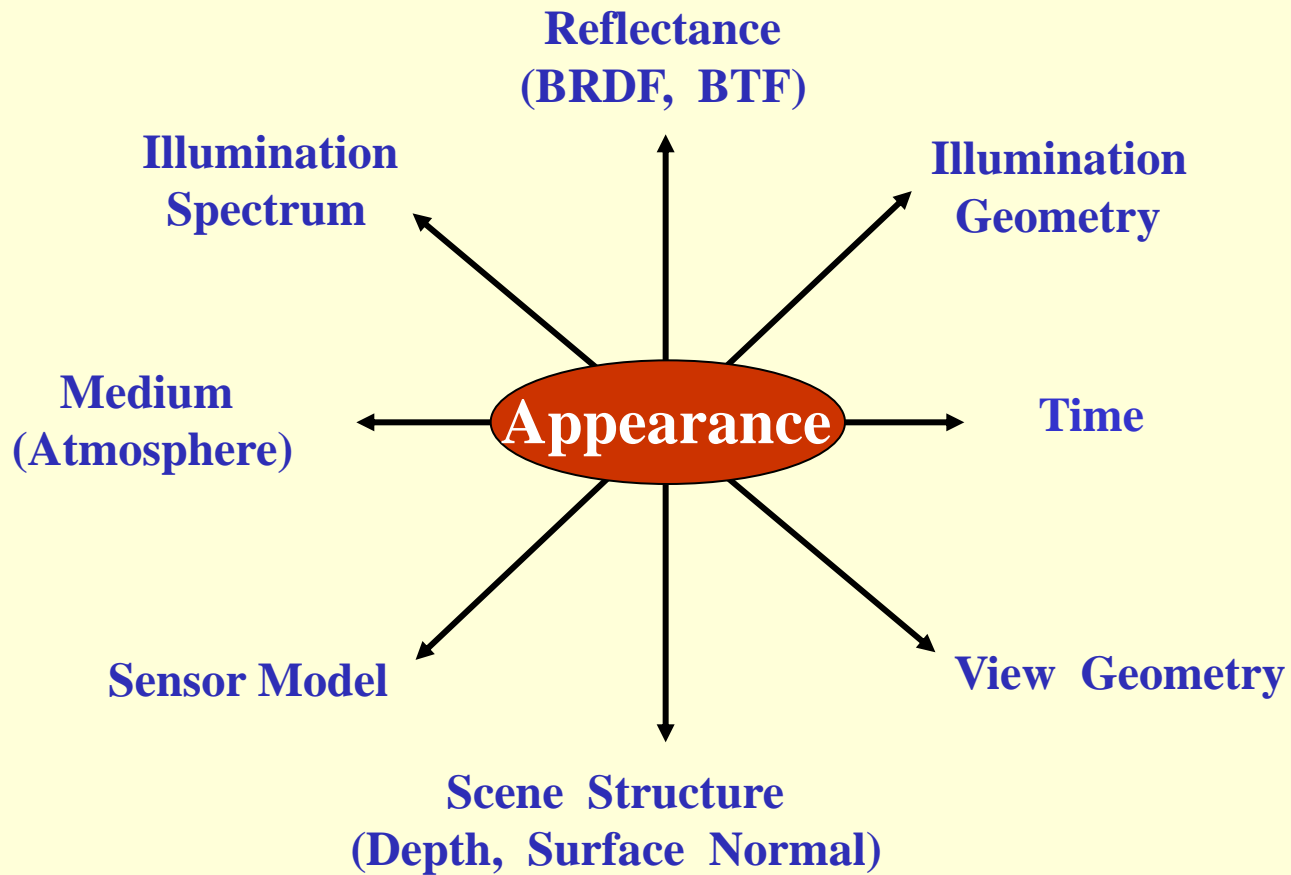 Reflectance
(BRDF, BTF)
Illumination
Spectrum
Illumination
Geometry
Medium
(Atmosphere)
Appearance
Time
Sensor Model
View Geometry
Scene Structure
(Depth, Surface Normal)